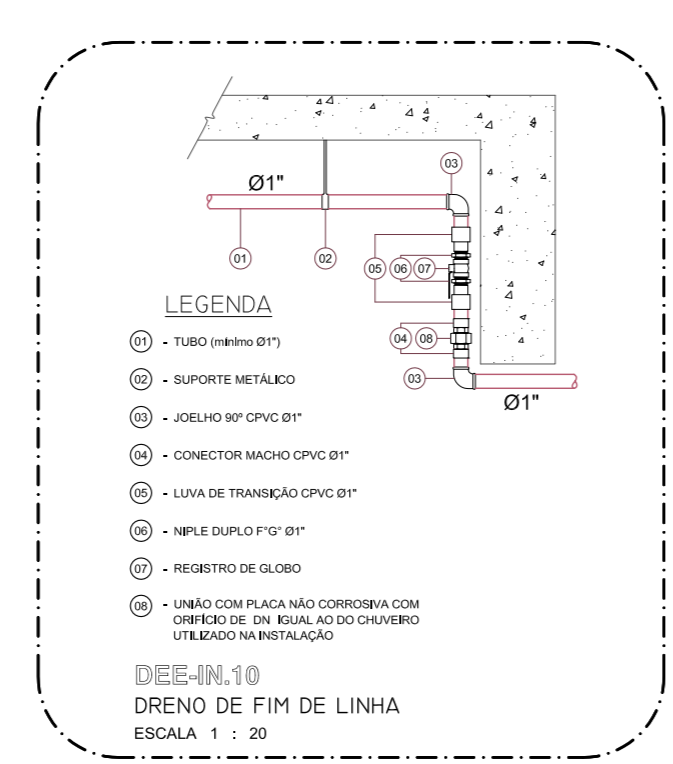 Ø1"
03
01
02
05
06
07
04
08
03
Ø1"
LEGENDA
01 - TUBO (mínimo Ø1")
02 - SUPORTE METÁLICO
03 - JOELHO 90º CPVC Ø1"
04 - CONECTOR MACHO CPVC Ø1"
05 - LUVA DE TRANSIÇÃO CPVC Ø1"
06 - NIPLE DUPLO F°G° Ø1"
07 - REGISTRO DE GLOBO
08 - UNIÃO COM PLACA NÃO CORROSIVA COM
ORIFÍCIO DE DN IGUAL AO DO CHUVEIRO
UTILIZADO NA INSTALAÇÃO
DEE-IN.10
DRENO DE FIM DE LINHA
ESCALA 1 : 20